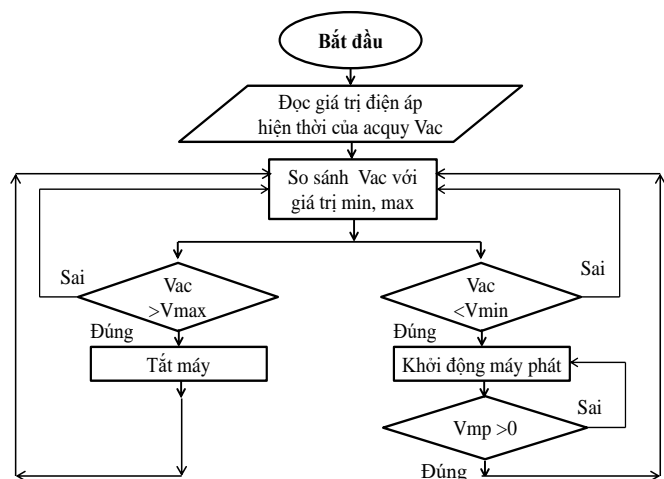 Bắt đầu
Đọc giá trị điện áp
hiện thời của acquy Vac
So sánh Vac với
giá trị min, max
Sai
Vac
>Vmax
Đúng
Tắt máy
Vac
<Vmin
Sai
Đúng
Khởi động máy phát
Vmp >0
Sai
Đúng